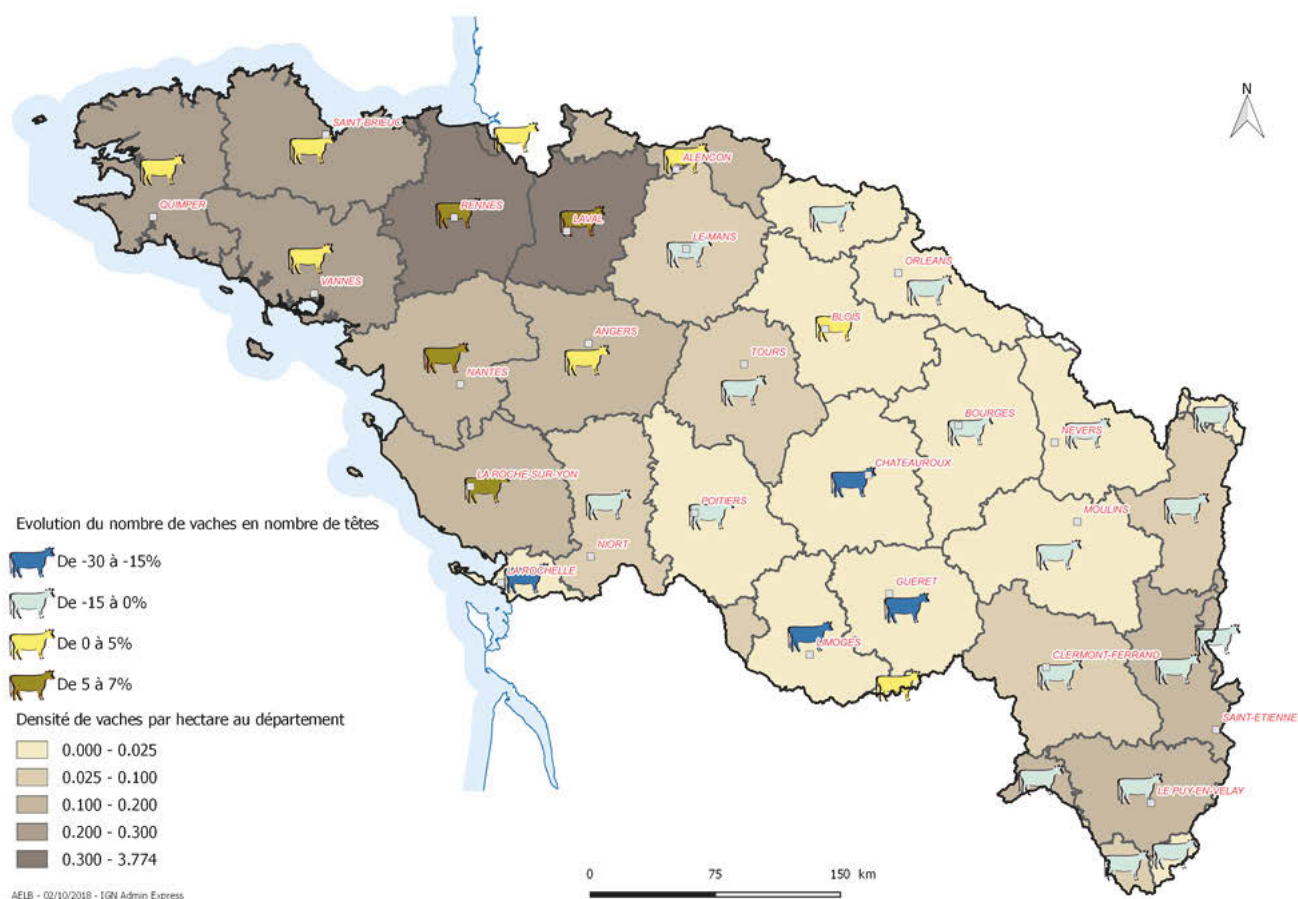 N
SAINT-BRIEUC
ALENCON
QUIMPER
RENNES
LAVAL
LE-MANS
ORLEANS
VANNES
BLOIS
ANGERS
TOURS
NANTES
BOURGES
NEVERS
LA ROCHE-SUR-YON
CHATEAUROUX
POITIERS
MOULINS
NIORT
LA ROCHELLE
GUERET
LIMOGES
CLERMONT-FERRAND
SAINT-ETIENNE
LE PUY-EN-VELAY
Evolution du nombre de vaches en nombre de têtes
De -30 à -15%
De -15 à 0%
De 0 à 5%
De 5 à 7%
Densité de vaches par hectare au département
0.000 - 0.025
0.025 - 0.100
0.100 - 0.200
0.200 - 0.300
0.300 - 3.774
0 75 150 km
AELB - 02/10/2018 - IGN Admin Express